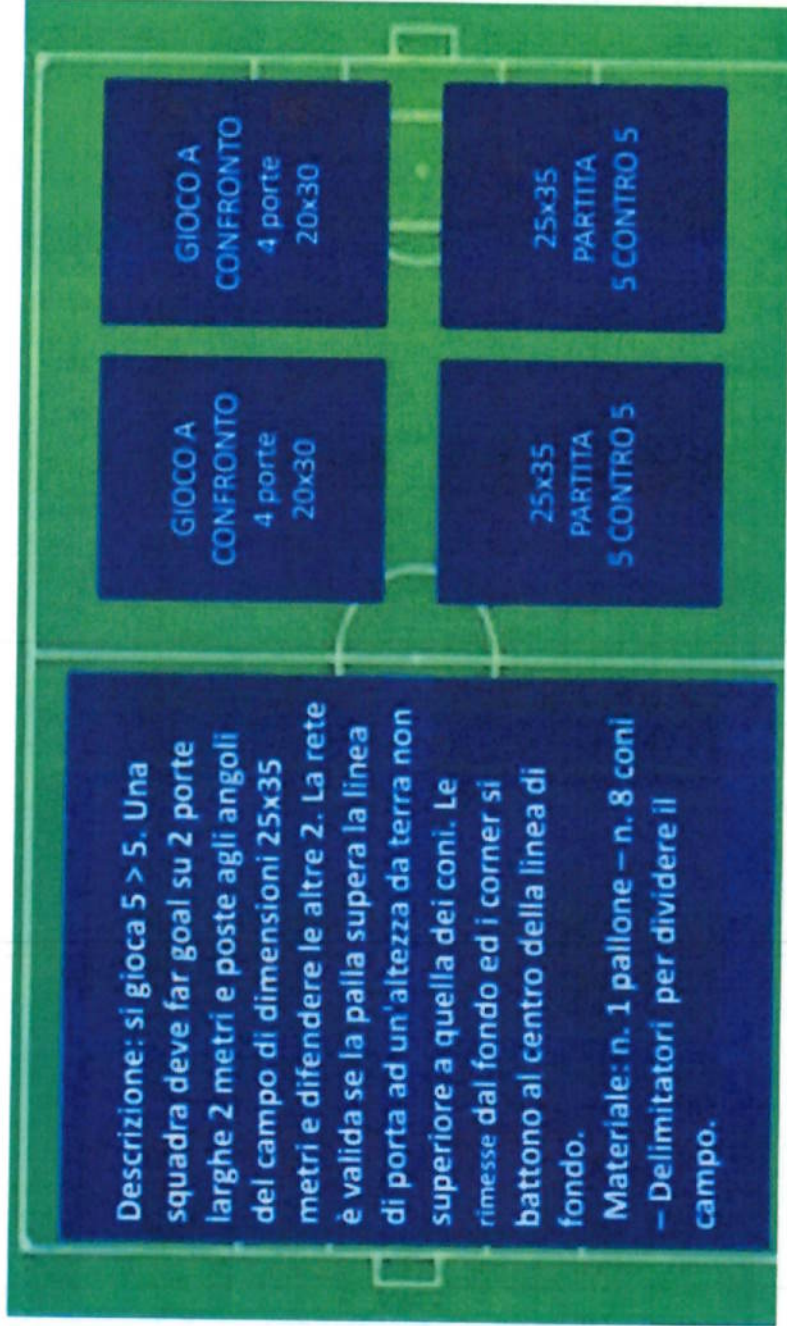 Descrizione: si gioca 5 > 5. Una
squadra deve far goal su 2 porte
larghe 2 metri e poste agli angoli
del campo di dimensioni 25x35
metri e difendere le altre 2. La rete
è valida se la palla supera la linea
di porta ad un'altezza da terra non
superiore a quella dei coni. Le
rimesse dal fondo ed i corner si
battono al centro della linea di
fondo.
Materiale: n. 1 pallone – n. 8 coni
– Delimitatori per dividere il
campo.
GIOCO A
CONFRONTO
4 porte
20x30
GIOCO A
CONFRONTO
4 porte
20x30
25x35
PARTITA
5 CONTRO 5
25x35
PARTITA
5 CONTRO 5